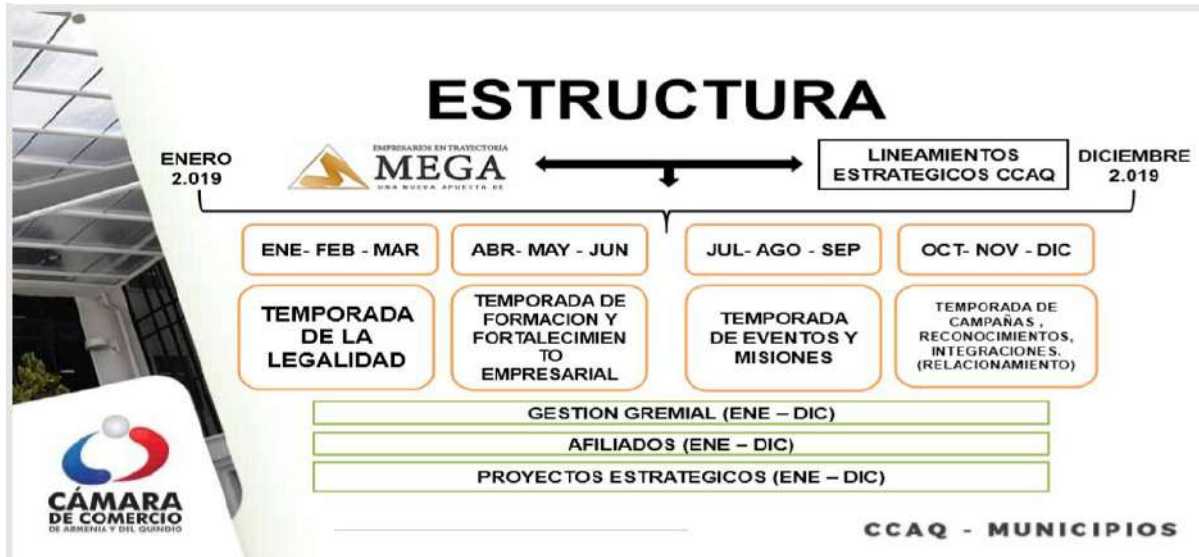 ESTRUCTURA
ENERO
2.019
EMPRESARIOS EN TRAYECTORIA
MEGA
UNA NUEVA APUESTA DE
LINEAMIENTOS
ESTRATEGICOS CCAQ
DICIEMBRE
2.019
ENE- FEB - MAR
ABR- MAY - JUN
JUL- AGO - SEP
OCT- NOV - DIC
TEMPORADA
DE LA
LEGALIDAD
TEMPORADA DE
FORMACION Y
FORTALECIMIEN
TO
EMPRESARIAL
TEMPORADA
DE EVENTOS Y
MISIONES
TEMPORADA DE
CAMPAÑAS ,
RECONOCIMIENTOS,
INTEGRACIONES.
(RELACIONAMIENTO)
GESTION GREMIAL (ENE – DIC)
AFILIADOS (ENE – DIC)
PROYECTOS ESTRATEGICOS (ENE – DIC)
CÁMARA
DE COMERCIO
DE ARMENIA Y DEL QUINDIO
CCAQ - MUNICIPIOS